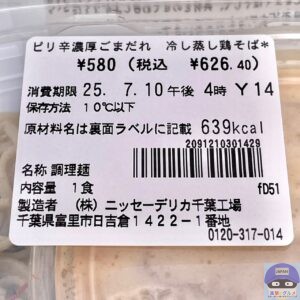 ピリ辛濃厚ごまだれ 冷し蒸し鶏そば*
￥580 (税込 ￥626.40)
消費期限 25. 7.10午後 4時 Y14
保存方法 10℃以下
原材料名は裏面ラベルに記載 639kcal
2091210301429
名称 調理麺
内容量 1食 fD51
製造者 (株) ニッセーデリカ千葉工場
千葉県富里市日吉倉1422-1番地
0120-317-014